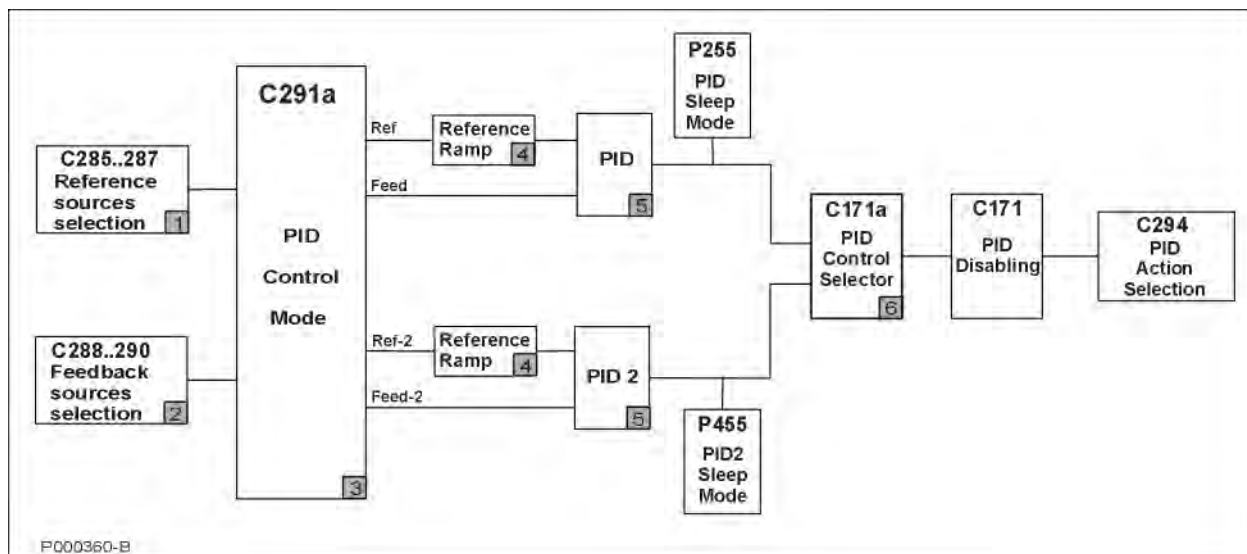 C285..287
Reference
sources
selection
1
C288..290
Feedback
sources
selection
2
C291a
PID
Control
Mode
3
Ref
Feed
Ref-2
Feed-2
Reference
Ramp
4
Reference
Ramp
4
PID
5
PID 2
5
P255
PID
Sleep
Mode
P455
PID2
Sleep
Mode
C171a
PID
Control
Selector
6
C171
PID
Disabling
C294
PID
Action
Selection
P000360-B